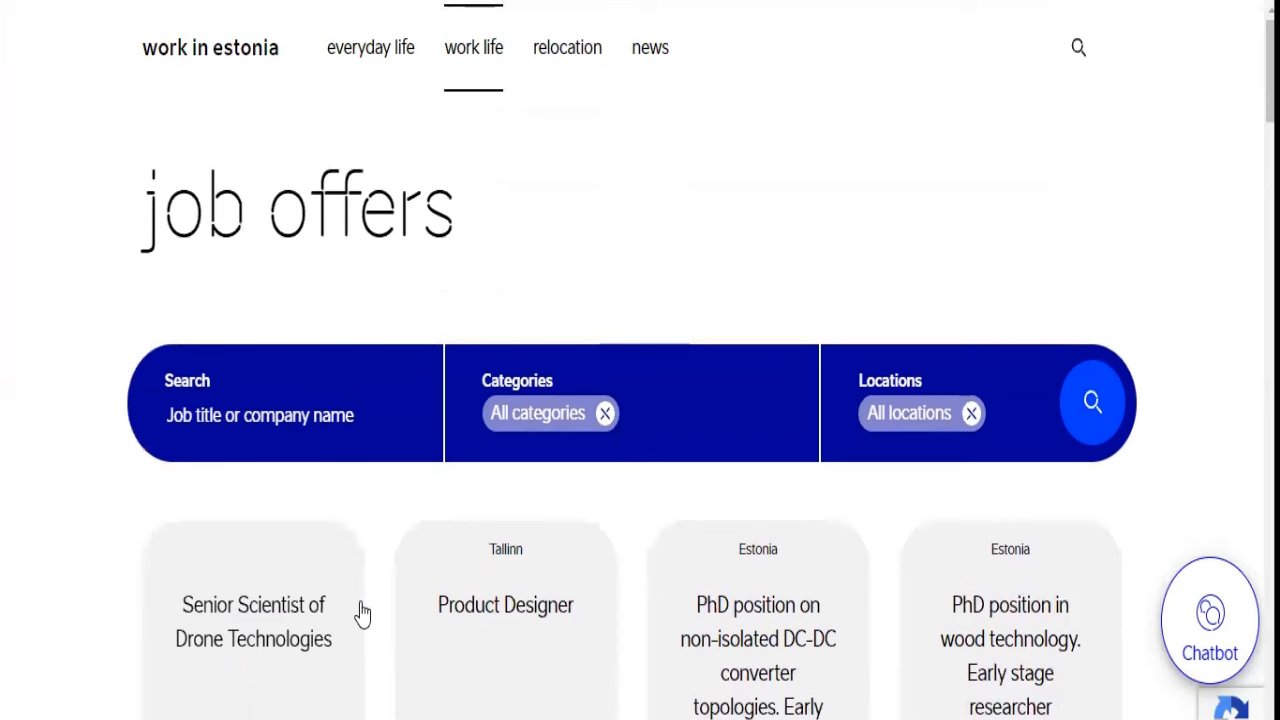 work in estonia everyday life work life relocation news
job offers
Search Categories Locations
Job title or company name All categories All locations
Tallinn Estonia Estonia
Senior Scientist of
Drone Technologies
Product Designer
PhD position on
non-isolated DC-DC
converter
topologies. Early
PhD position in
wood technology.
Early stage
researcher
Chatbot